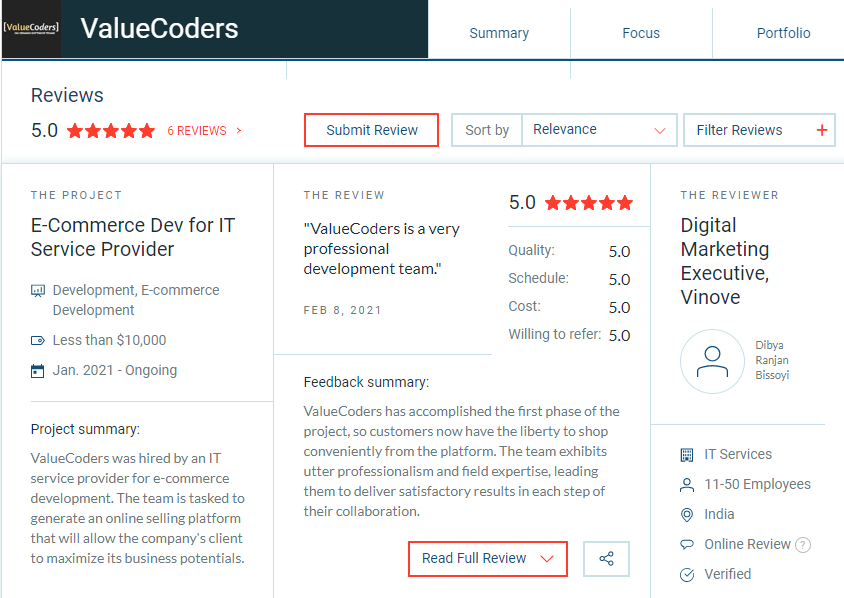 [ValueCoders]
ValueCoders
Summary
Focus
Portfolio
Reviews
5.0
6 REVIEWS
Submit Review
Sort by
Relevance
Filter Reviews +
THE PROJECT
E-Commerce Dev for IT
Service Provider
Development, E-commerce
Development
Less than $10,000
Jan. 2021 - Ongoing
Project summary:
ValueCoders was hired by an IT
service provider for e-commerce
development. The team is tasked to
generate an online selling platform
that will allow the company's client
to maximize its business potentials.
THE REVIEW
"ValueCoders is a very
professional
development team."
FEB 8, 2021
5.0
Quality: 5.0
Schedule: 5.0
Cost: 5.0
Willing to refer: 5.0
Feedback summary:
ValueCoders has accomplished the first phase of the
project, so customers now have the liberty to shop
conveniently from the platform. The team exhibits
utter professionalism and field expertise, leading
them to deliver satisfactory results in each step of
their collaboration.
Read Full Review
THE REVIEWER
Digital
Marketing
Executive,
Vinove
Dibya
Ranjan
Bissoyi
IT Services
11-50 Employees
India
Online Review ?
Verified